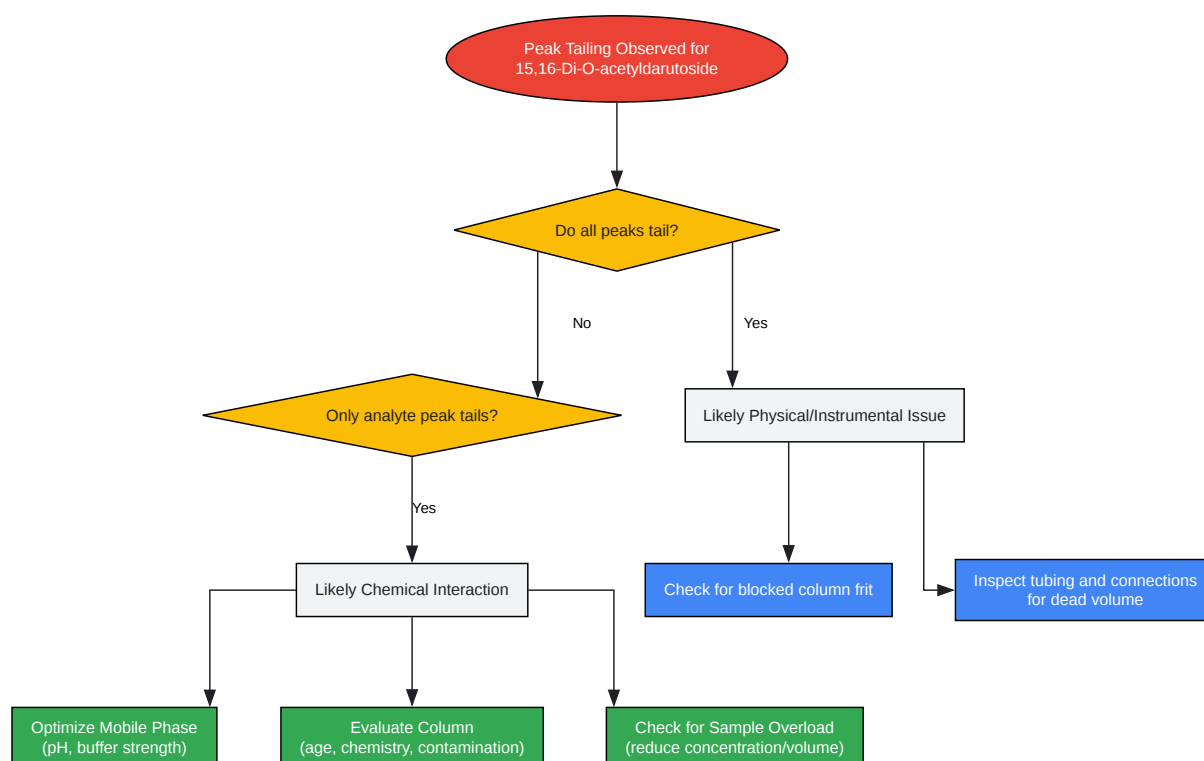 Peak Tailing Observed for
15,16-Di-O-acetyldarutoside
Do all peaks tail?
No
Yes
Only analyte peak tails?
Likely Physical/Instrumental Issue
Yes
Likely Chemical Interaction
Check for blocked column frit
Inspect tubing and connections
for dead volume
Optimize Mobile Phase
(pH, buffer strength)
Evaluate Column
(age, chemistry, contamination)
Check for Sample Overload
(reduce concentration/volume)